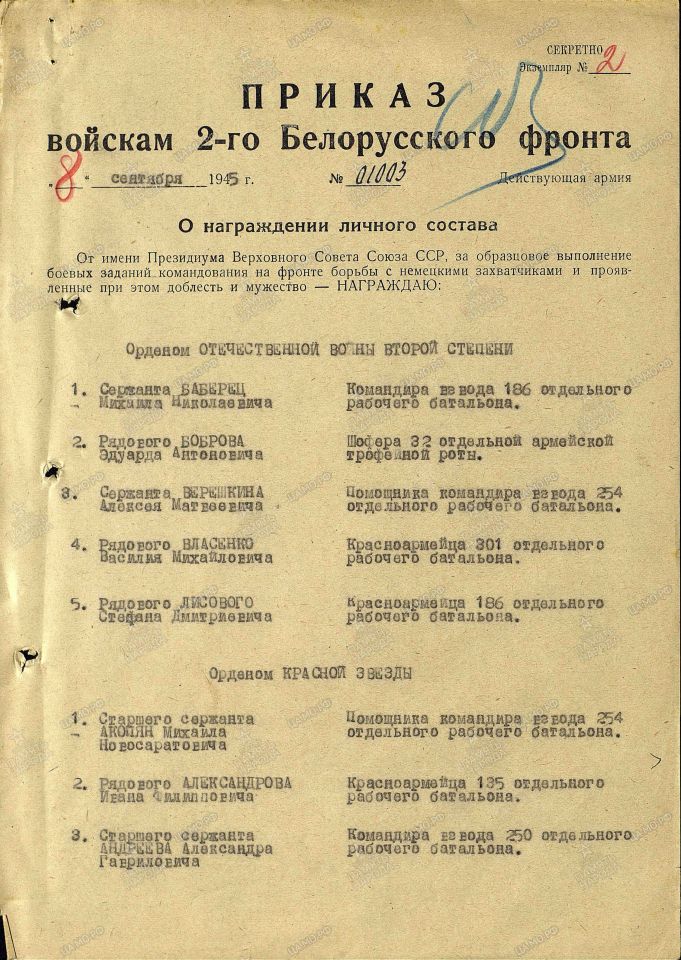 СЕКРЕТНО
Экземпляр № 2
ПРИКАЗ
войскам 2-го Белорусского фронта
„8“ сентября 1945 г. № 01003 Действующая армия
О награждении личного состава
От имени Президиума Верховного Совета Союза ССР, за образцовое выполнение
боевых заданий командования на фронте борьбы с немецкими захватчиками и прояв-
ленные при этом доблесть и мужество — НАГРАЖДАЮ:
Орденом ОТЕЧЕСТВЕННОЙ ВОЙНЫ ВТОРОЙ СТЕПЕНИ
1. Сержанта БАБЕРЕЦ Командира взвода 186 отдельного
Михаила Николаевича рабочего батальона.
2. Рядового БОБРОВА Шофера 32 отдельной армейской
Эдуарда Антоновича трофейной роты.
3. Сержанта ВЕРЕШКИНА Помощника командира взвода 254
Алексея Матвеевича отдельного рабочего батальона.
4. Рядового ВЛАСЕНКО Красноармейца 301 отдельного
Василия Михайловича рабочего батальона.
5. Рядового ЛИСОВОГО Красноармейца 186 отдельного
Стефана Дмитриевича рабочего батальона.
Орденом КРАСНОЙ ЗВЕЗДЫ
1. Старшего сержанта Помощника командира взвода 254
АКОПЯН Михаила отдельного рабочего батальона.
Новосаратовича
2. Рядового АЛЕКСАНДРОВА Красноармейца 135 отдельного
Ивана Филипповича рабочего батальона.
3. Старшего сержанта Командира взвода 250 отдельного
АНДРЕЕВА Александра рабочего батальона.
Гавриловича